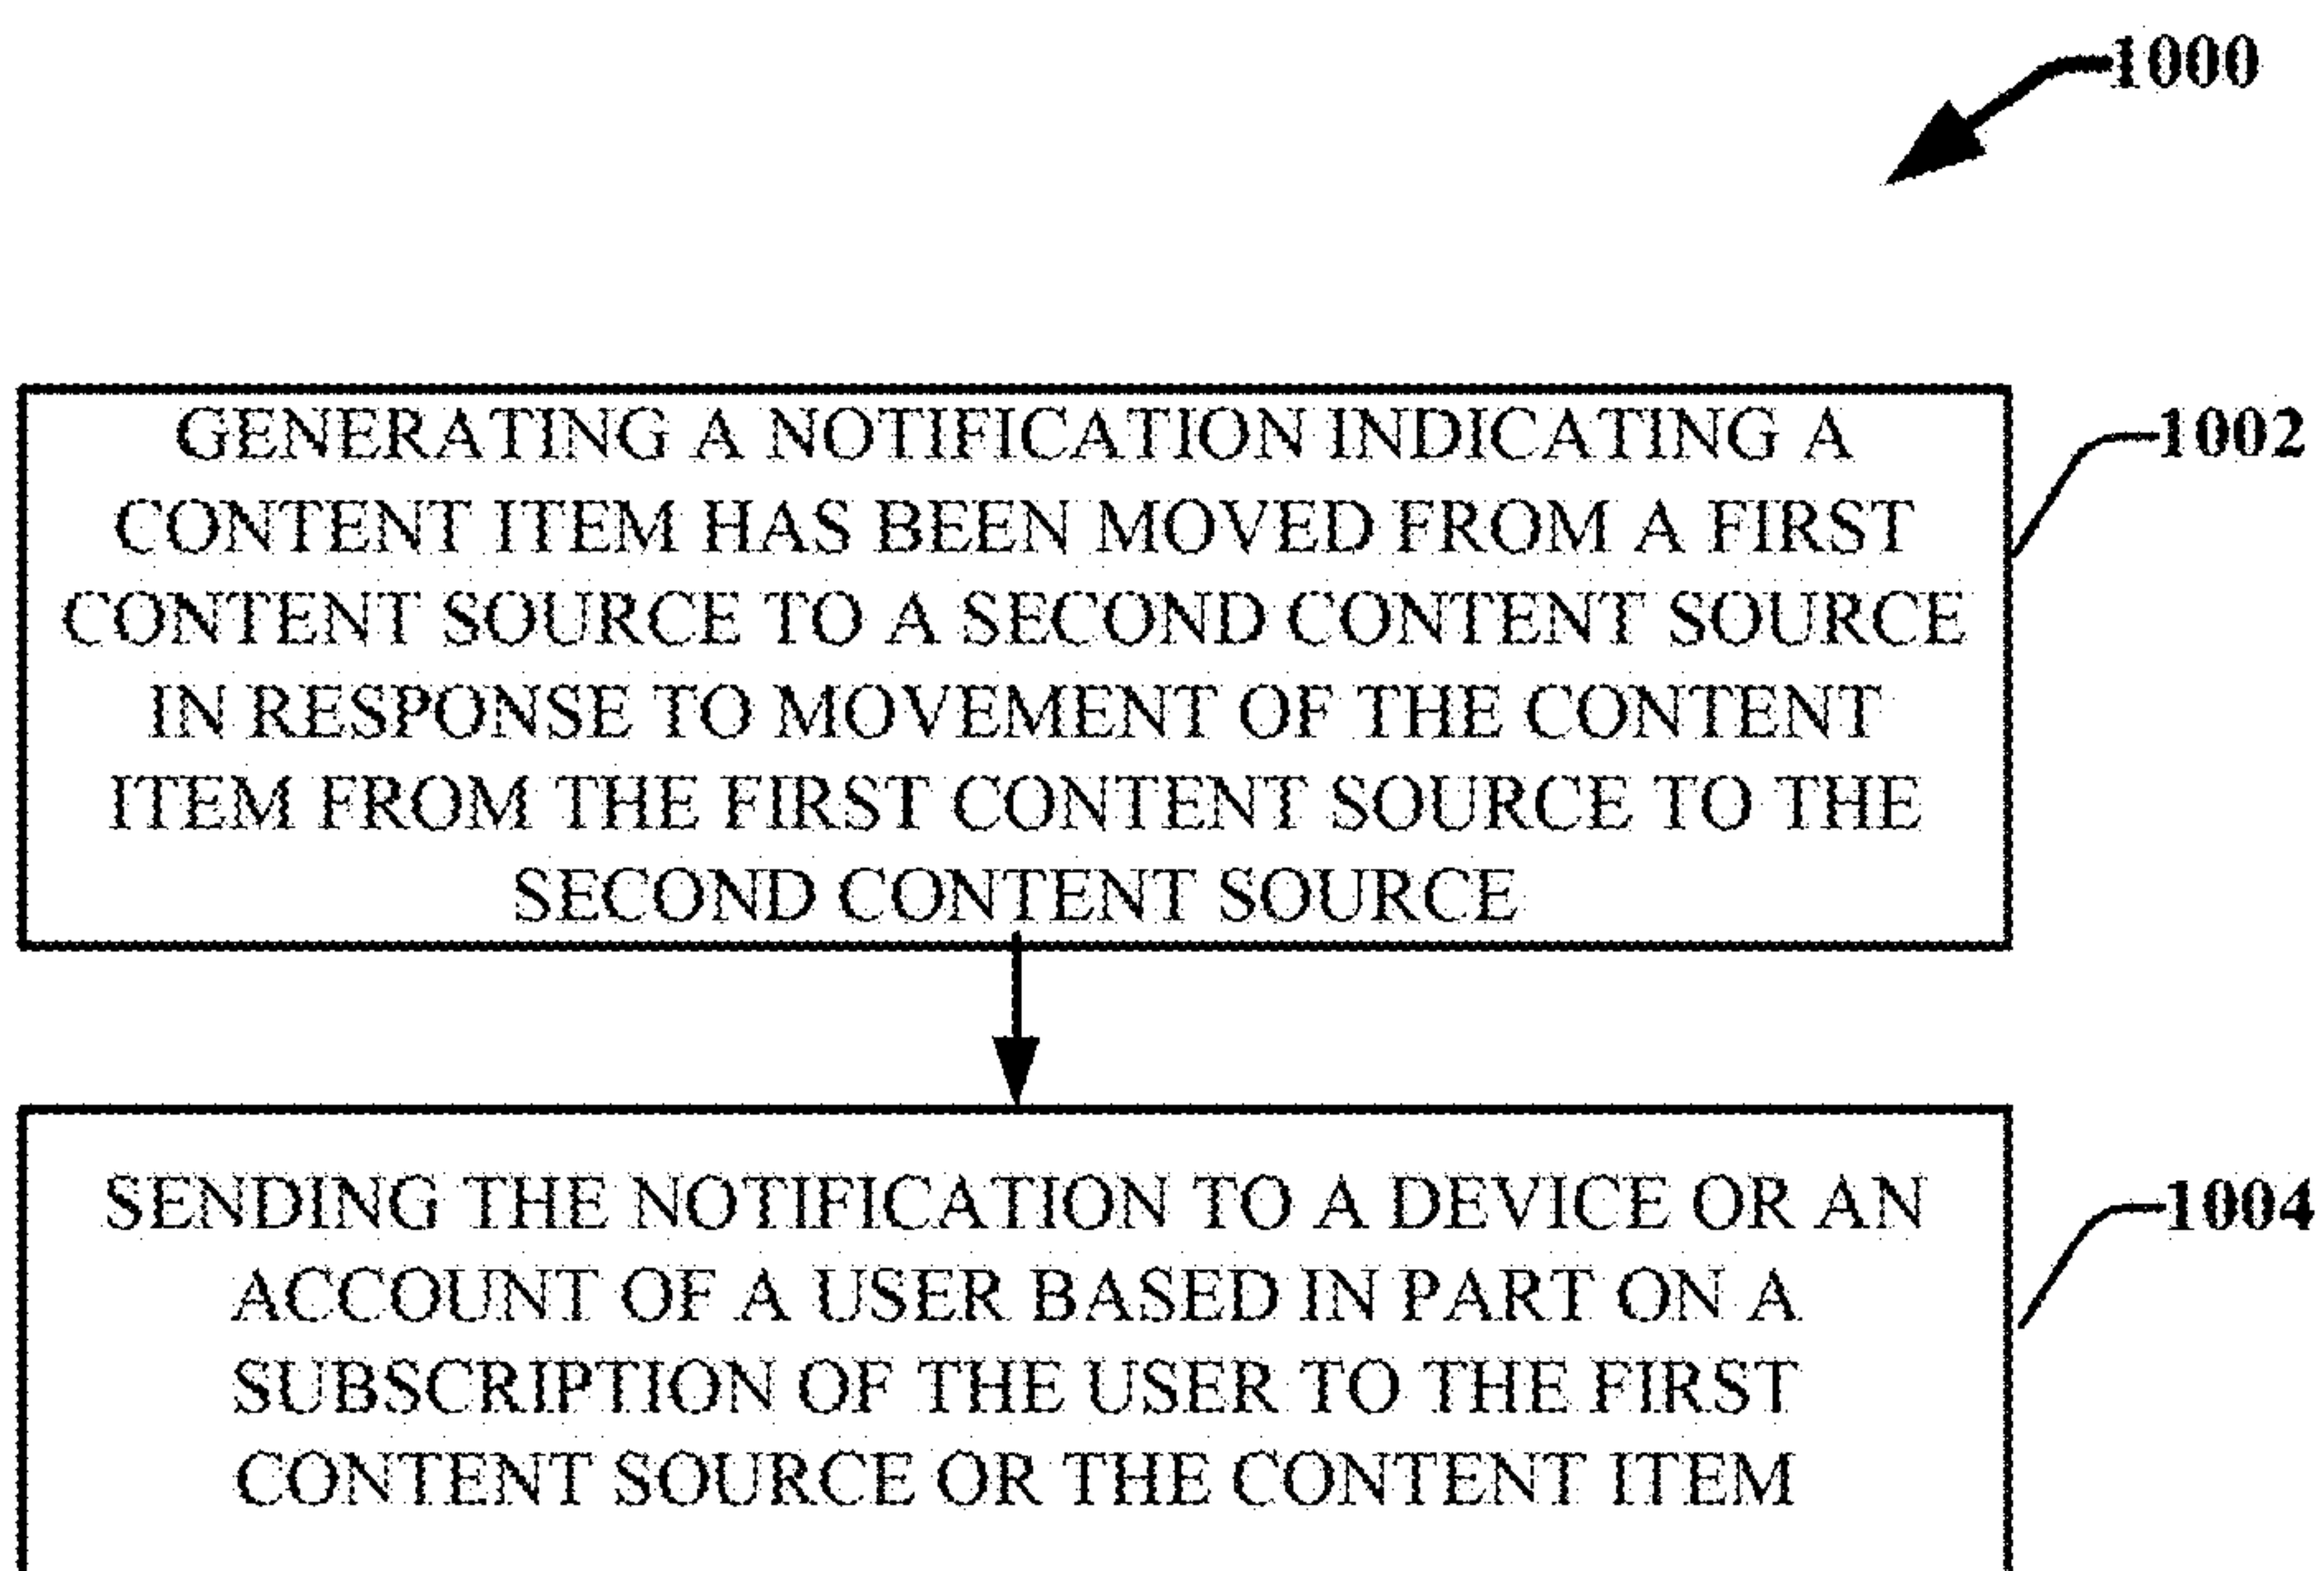 1000
GENERATING A NOTIFICATION INDICATING A
1002
CONTENT ITEM HAS BEEN MOVED FROM A FIRST
CONTENT SOURCE TO A SECOND CONTENT SOURCE
IN RESPONSE TO MOVEMENT OF THE CONTENT
ITEM FROM THE FIRST CONTENT SOURCE TO THE
SECOND CONTENT SOURCE
SENDING THE NOTIFICATION TO A DEVICE OR AN
1004
ACCOUNT OF A USER BASED IN PART ON A
SUBSCRIPTION OF THE USER TO THE FIRST
CONTENT SOURCE OR THE CONTENT ITEM